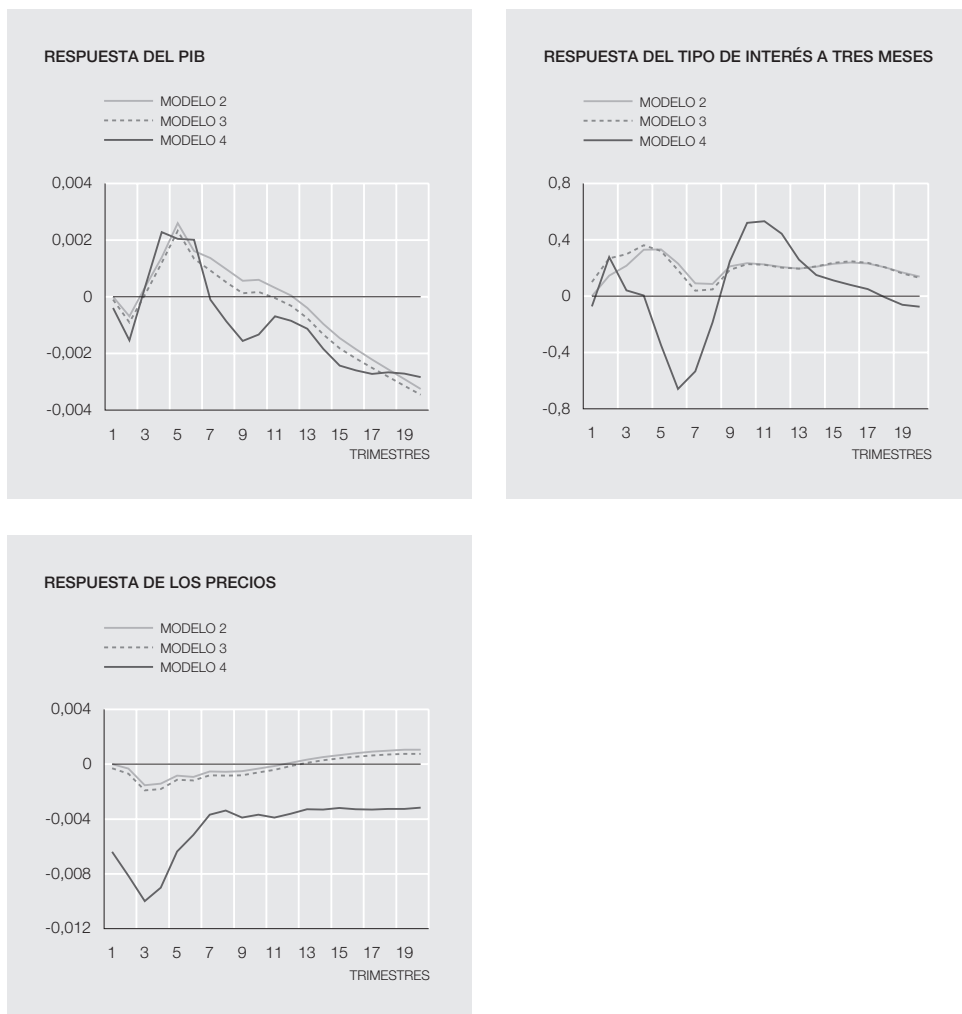 RESPUESTA DEL PIB
MODELO 2
MODELO 3
MODELO 4
0,004
0,002
0
-0,002
-0,004
1 3 5 7 9 11 13 15 17 19
TRIMESTRES
RESPUESTA DEL TIPO DE INTERÉS A TRES MESES
MODELO 2
MODELO 3
MODELO 4
0,8
0,4
0
-0,4
-0,8
1 3 5 7 9 11 13 15 17 19
TRIMESTRES
RESPUESTA DE LOS PRECIOS
MODELO 2
MODELO 3
MODELO 4
0,004
0
-0,004
-0,008
-0,012
1 3 5 7 9 11 13 15 17 19
TRIMESTRES